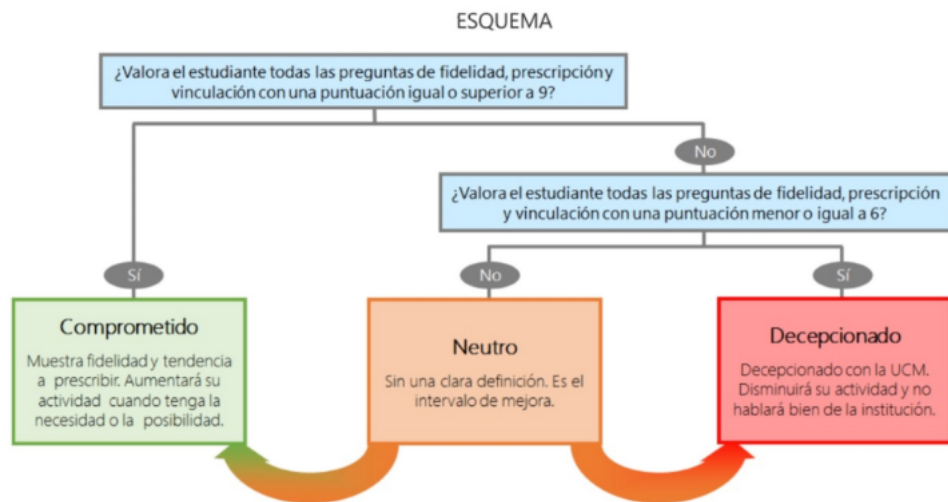 ESQUEMA
¿Valora el estudiante todas las preguntas de fidelidad, prescripción y
vinculación con una puntuación igual o superior a 9?
No
¿Valora el estudiante todas las preguntas de fidelidad, prescripción
y vinculación con una puntuación menor o igual a 6?
Sí
No
Sí
Comprometido
Muestra fidelidad y tendencia
a prescribir. Aumentará su
actividad cuando tenga la
necesidad o la posibilidad.
Neutro
Sin una clara definición. Es el
intervalo de mejora.
Decepcionado
Decepcionado con la UCM.
Disminuirá su actividad y no
hablará bien de la institución.